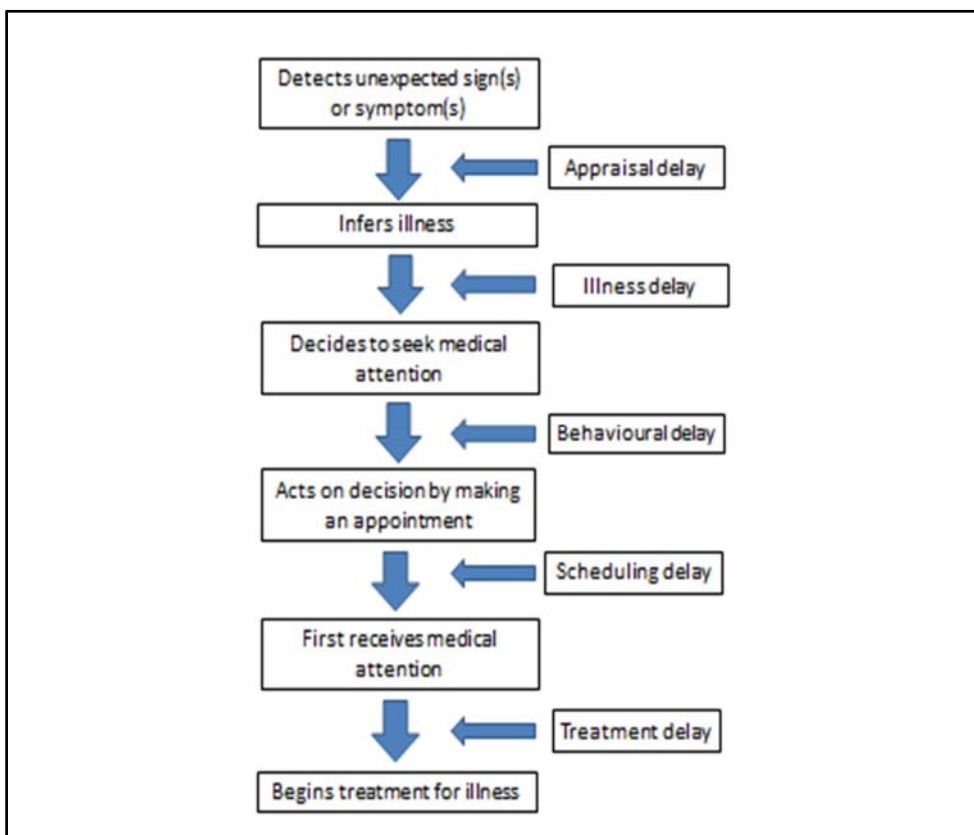 Detects unexpected sign(s)
or symptom(s)
Appraisal delay
Infers illness
Illness delay
Decides to seek medical
attention
Behavioural delay
Acts on decision by making
an appointment
Scheduling delay
First receives medical
attention
Treatment delay
Begins treatment for illness